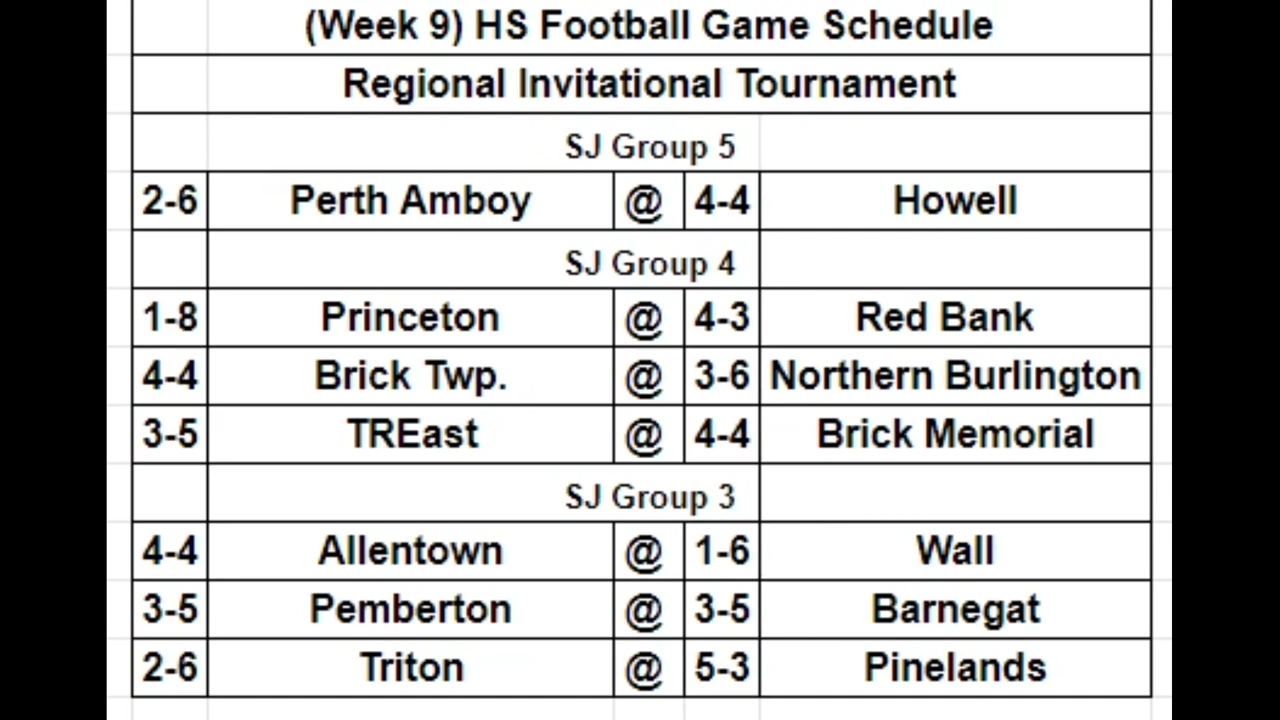 (Week 9) HS Football Game Schedule
Regional Invitational Tournament
SJ Group 5
2-6 Perth Amboy @ 4-4 Howell
SJ Group 4
1-8 Princeton @ 4-3 Red Bank
4-4 Brick Twp. @ 3-6 Northern Burlington
3-5 TREast @ 4-4 Brick Memorial
SJ Group 3
4-4 Allentown @ 1-6 Wall
3-5 Pemberton @ 3-5 Barnegat
2-6 Triton @ 5-3 Pinelands